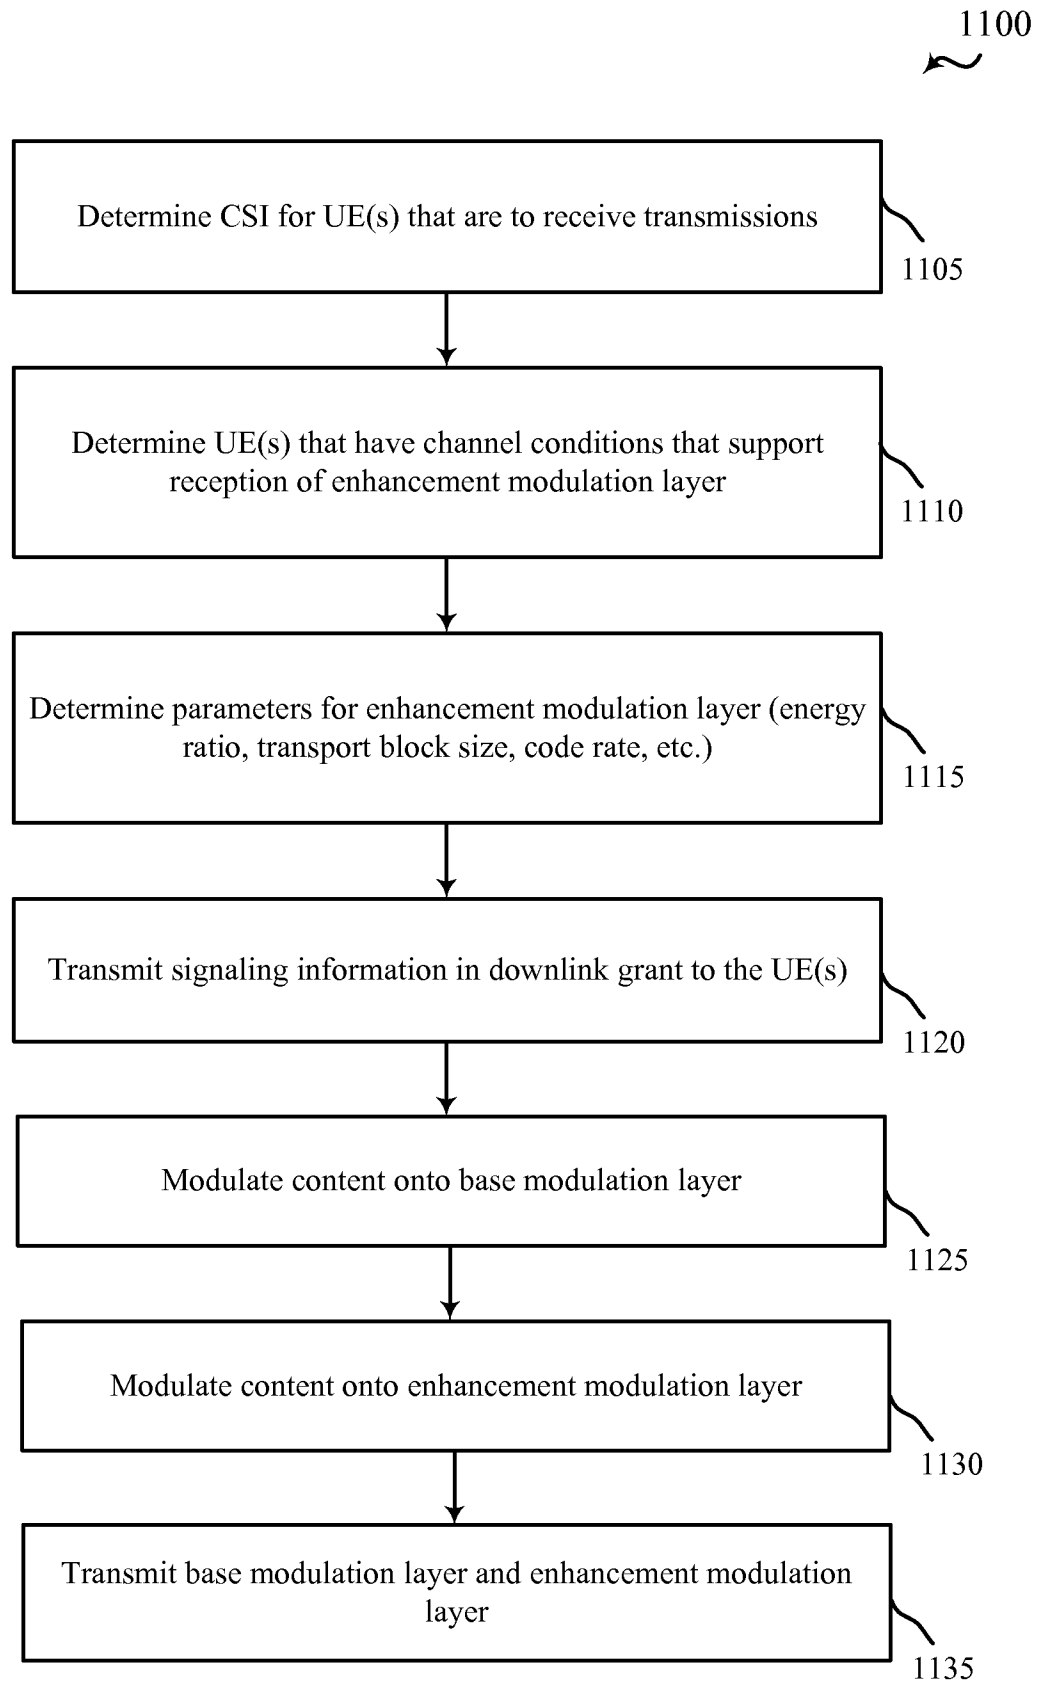 1100
Determine CSI for UE(s) that are to receive transmissions
1105
Determine UE(s) that have channel conditions that support
reception of enhancement modulation layer
1110
Determine parameters for enhancement modulation layer (energy
ratio, transport block size, code rate, etc.)
1115
Transmit signaling information in downlink grant to the UE(s)
1120
Modulate content onto base modulation layer
1125
Modulate content onto enhancement modulation layer
1130
Transmit base modulation layer and enhancement modulation
layer
1135